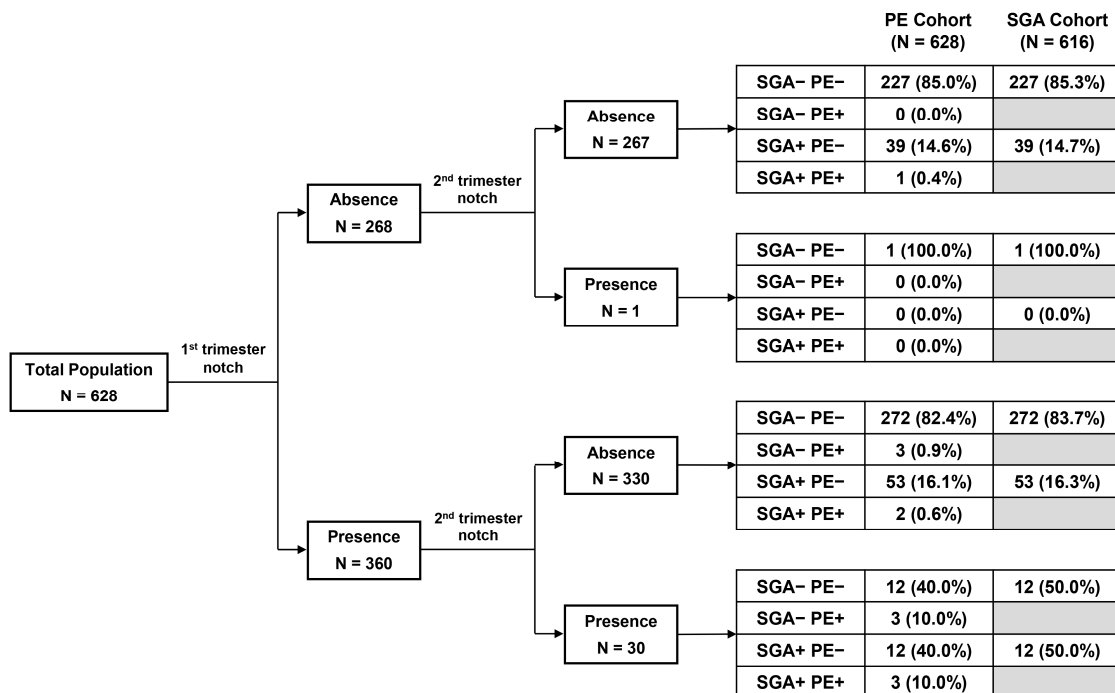 PE Cohort SGA Cohort
(N = 628) (N = 616)
SGA− PE− 227 (85.0%) 227 (85.3%)
Absence
N = 267
SGA− PE+ 0 (0.0%)
SGA+ PE− 39 (14.6%) 39 (14.7%)
SGA+ PE+ 1 (0.4%)
2nd trimester
notch
Absence
N = 268
SGA− PE− 1 (100.0%) 1 (100.0%)
Presence
N = 1
SGA− PE+ 0 (0.0%)
SGA+ PE− 0 (0.0%) 0 (0.0%)
SGA+ PE+ 0 (0.0%)
1st trimester
notch
Total Population
N = 628
SGA− PE− 272 (82.4%) 272 (83.7%)
Absence
N = 330
SGA− PE+ 3 (0.9%)
SGA+ PE− 53 (16.1%) 53 (16.3%)
SGA+ PE+ 2 (0.6%)
2nd trimester
notch
Presence
N = 360
SGA− PE− 12 (40.0%) 12 (50.0%)
Presence
N = 30
SGA− PE+ 3 (10.0%)
SGA+ PE− 12 (40.0%) 12 (50.0%)
SGA+ PE+ 3 (10.0%)